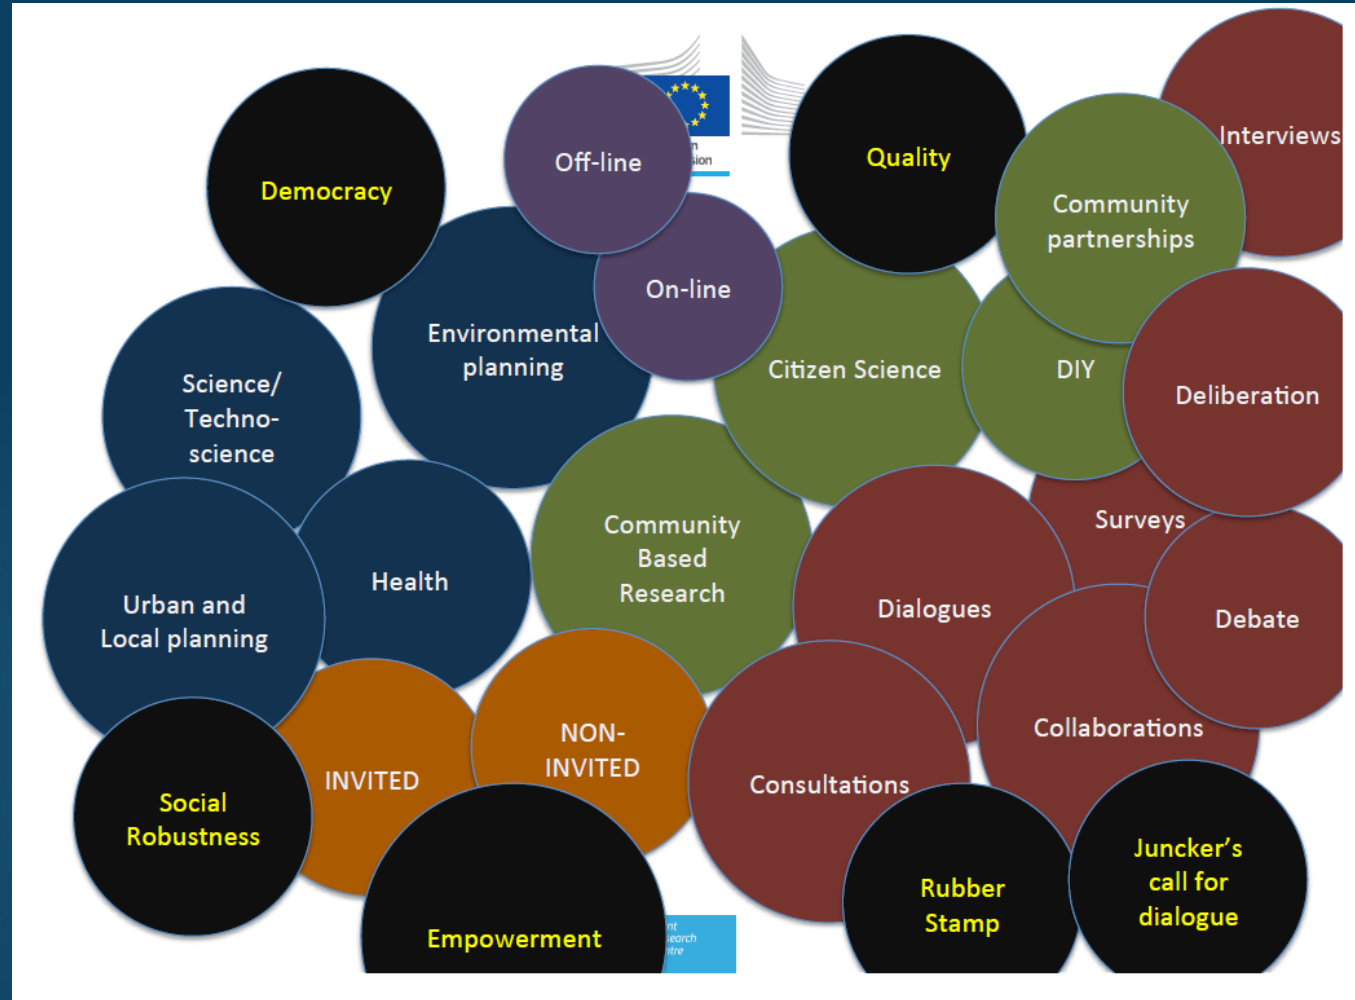 Democracy
Off-line
Quality
Interviews
Community
partnerships
On-line
Environmental
planning
Citizen Science
DIY
Deliberation
Science/
Techno-
science
Surveys
Community
Based
Research
Health
Urban and
Local planning
Dialogues
Debate
NON-
INVITED
INVITED
Collaborations
Consultations
Social
Robustness
Empowerment
Rubber
Stamp
Juncker’s
call for
dialogue